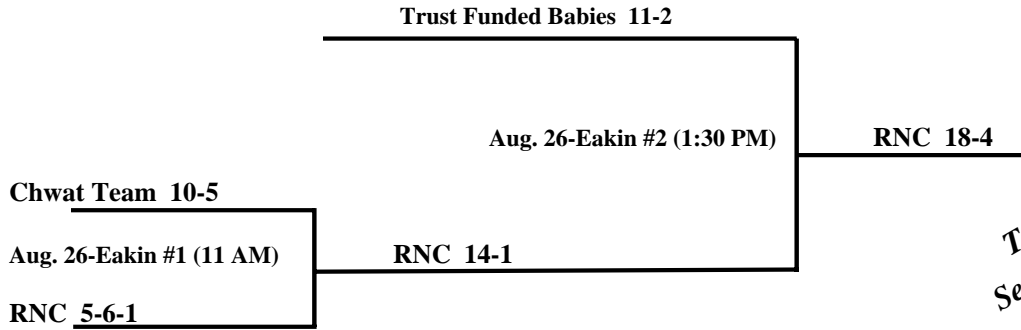 Trust Funded Babies 11-2
Aug. 26-Eakin #2 (1:30 PM)
RNC 18-4
Chwat Team 10-5
Aug. 26-Eakin #1 (11 AM)
RNC 14-1
RNC 5-6-1